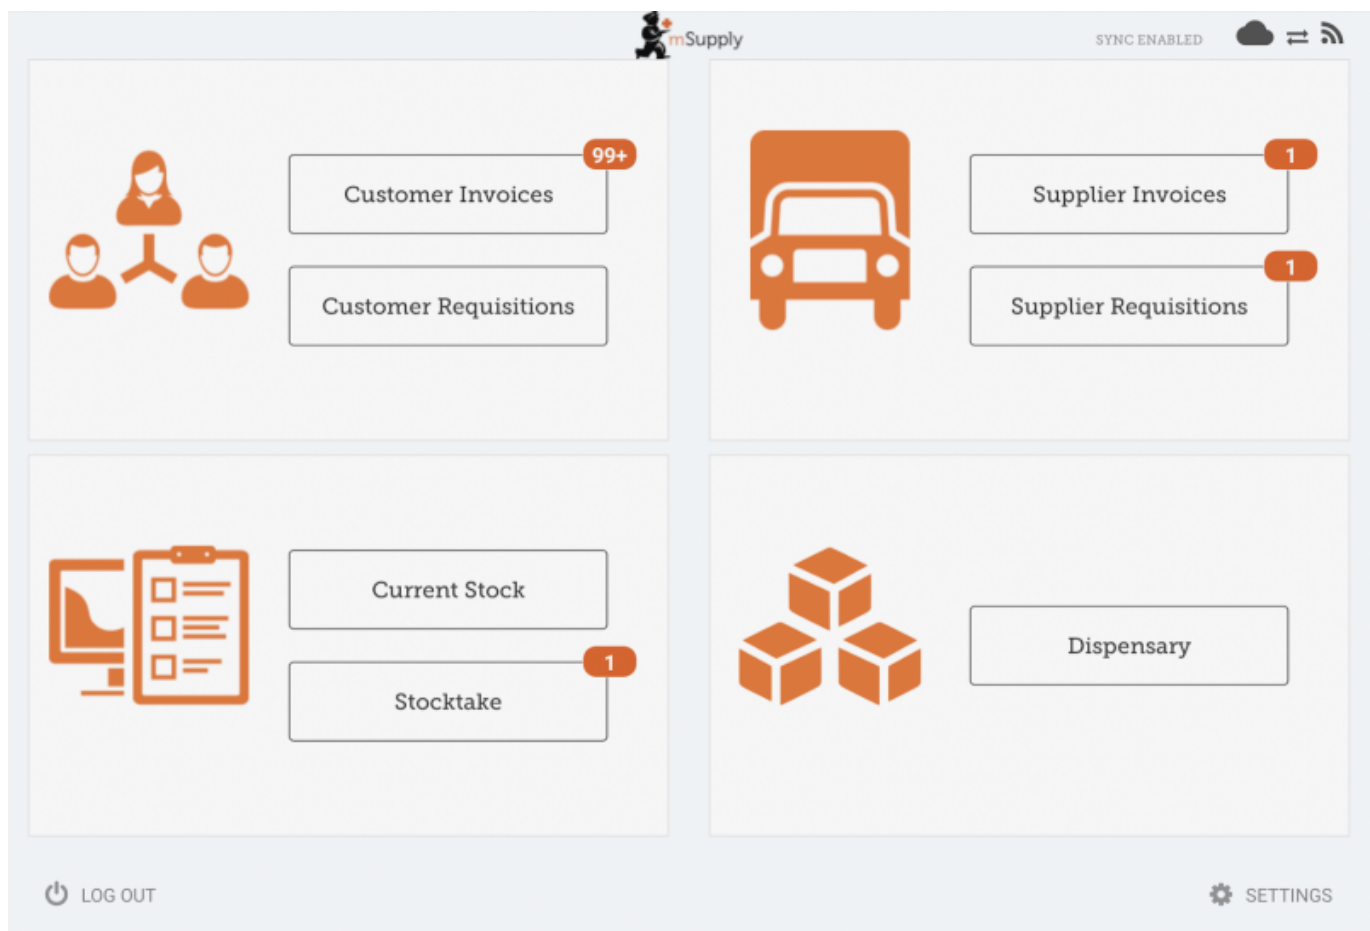 mSupply
SYNC ENABLED
99+
Customer Invoices
Customer Requisitions
1
Supplier Invoices
1
Supplier Requisitions
Current Stock
1
Stocktake
Dispensary
LOG OUT
SETTINGS